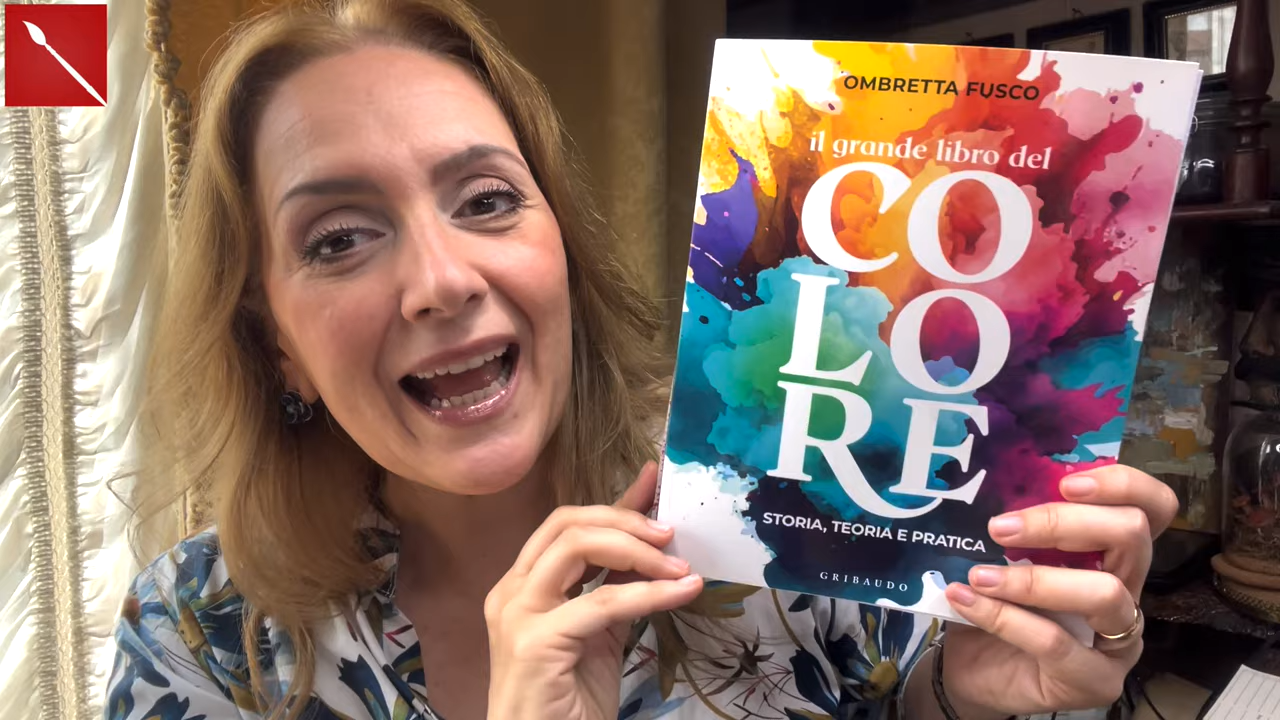 OMBRETTA FUSCO
il grande libro del
CO
LO
RE
STORIA, TEORIA E PRATICA
GRIBAUDO